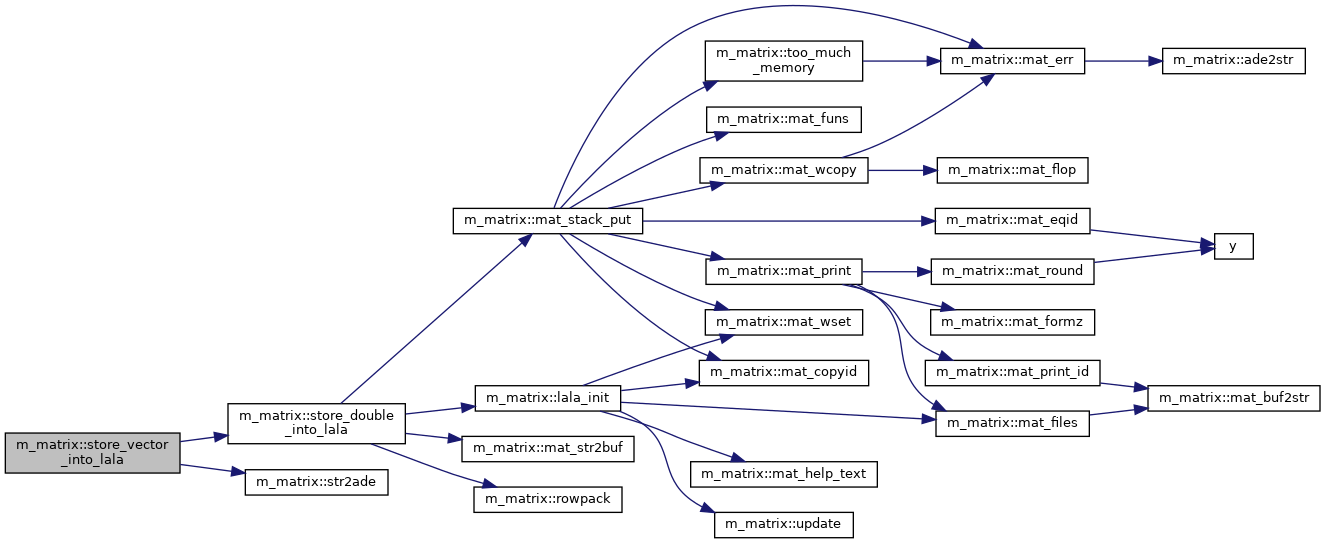 m_matrix::store_vector
_into_lala
m_matrix::store_double
_into_lala
m_matrix::str2ade
m_matrix::mat_stack_put
m_matrix::lala_init
m_matrix::mat_str2buf
m_matrix::rowpack
m_matrix::too_much
_memory
m_matrix::mat_funs
m_matrix::mat_wcopy
m_matrix::mat_print
m_matrix::mat_wset
m_matrix::mat_copyid
m_matrix::mat_help_text
m_matrix::update
m_matrix::mat_err
m_matrix::mat_flop
m_matrix::mat_eqid
m_matrix::mat_round
m_matrix::mat_formz
m_matrix::mat_print_id
m_matrix::mat_files
m_matrix::ade2str
y
m_matrix::mat_buf2str